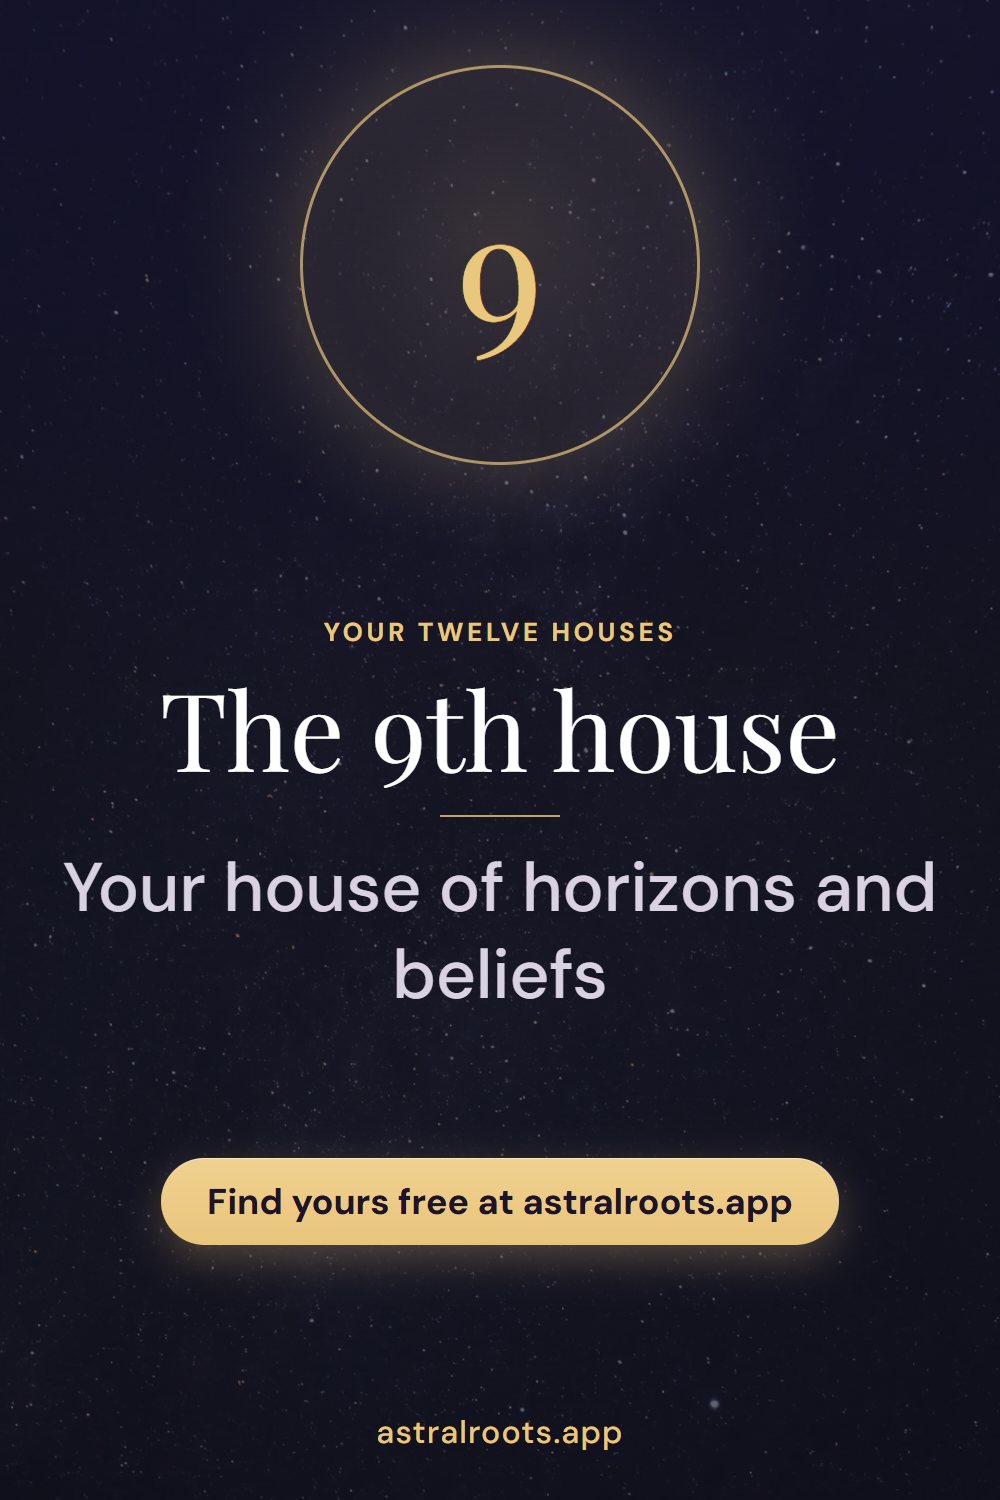 9
YOUR TWELVE HOUSES
The 9th house
Your house of horizons and
beliefs
Find yours free at astralroots.app
astralroots.app